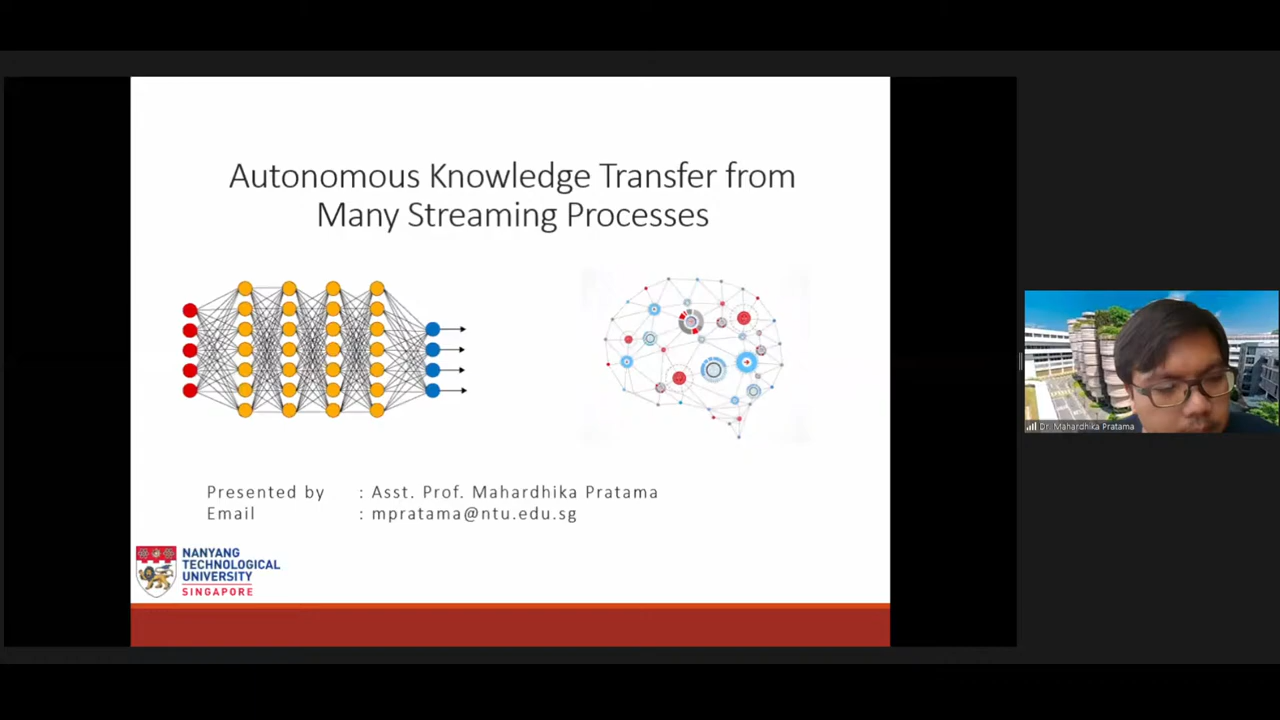 Autonomous Knowledge Transfer from
Many Streaming Processes
Presented by : Asst. Prof. Mahardhika Pratama
Email : mpratama@ntu.edu.sg
NANYANG
TECHNOLOGICAL
UNIVERSITY
SINGAPORE
Dr. Mahardhika Pratama